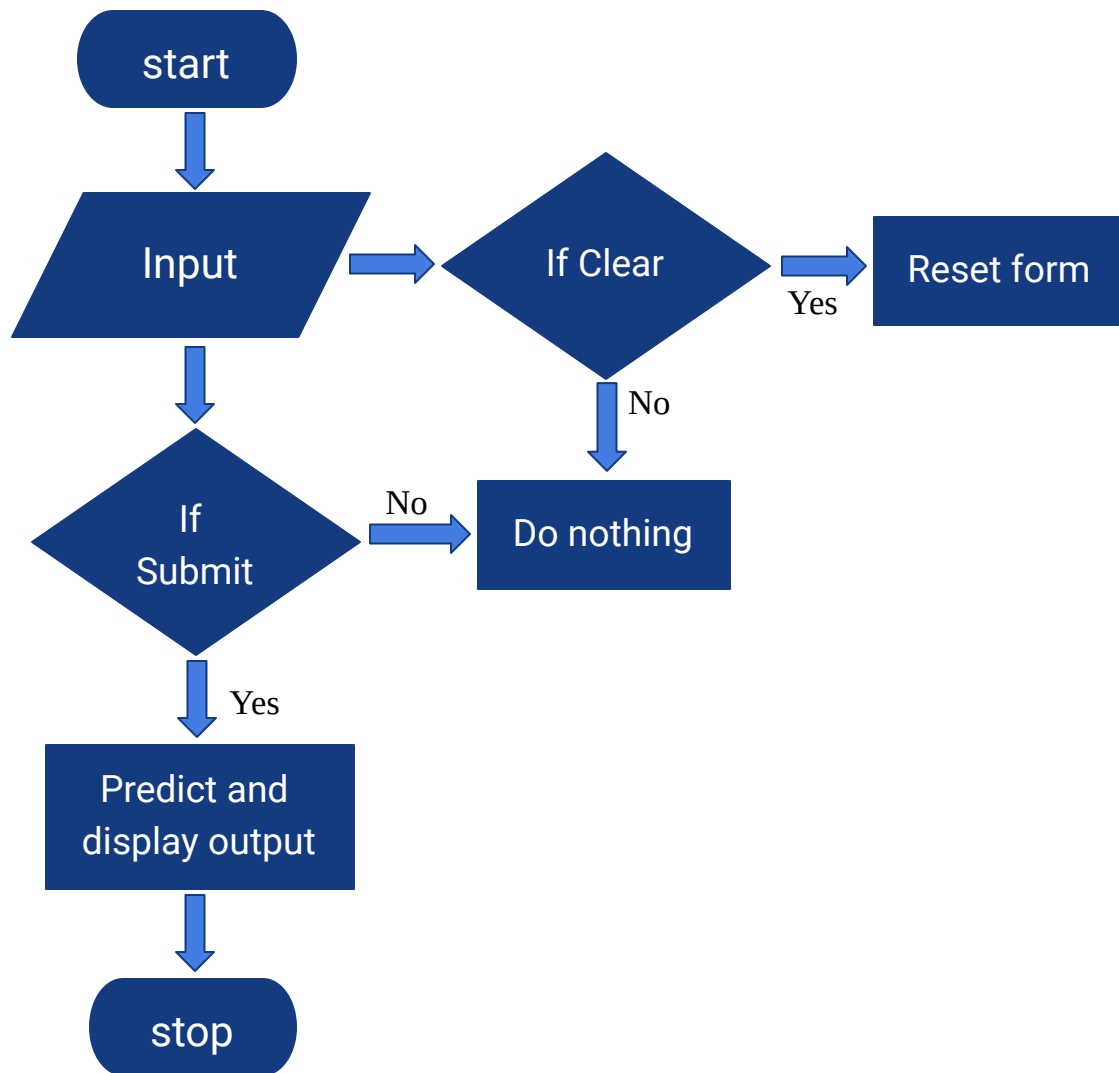 start
Input
If Clear
Yes
Reset form
No
If
Submit
No
Do nothing
Yes
Predict and
display output
stop